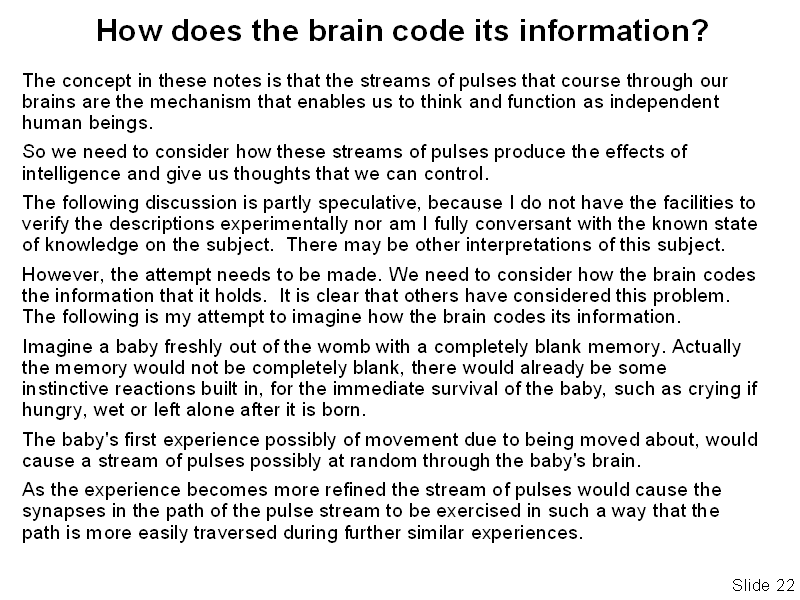 How does the brain code its information?
The concept in these notes is that the streams of pulses that course through our
brains are the mechanism that enables us to think and function as independent
human beings.
So we need to consider how these streams of pulses produce the effects of
intelligence and give us thoughts that we can control.
The following discussion is partly speculative, because I do not have the facilities to
verify the descriptions experimentally nor am I fully conversant with the known state
of knowledge on the subject.  There may be other interpretations of this subject.
However, the attempt needs to be made. We need to consider how the brain codes
the information that it holds.  It is clear that others have considered this problem.
The following is my attempt to imagine how the brain codes its information.
Imagine a baby freshly out of the womb with a completely blank memory. Actually
the memory would not be completely blank, there would already be some
instinctive reactions built in, for the immediate survival of the baby, such as crying if
hungry, wet or left alone after it is born.
The baby's first experience possibly of movement due to being moved about, would
cause a stream of pulses possibly at random through the baby's brain.
As the experience becomes more refined the stream of pulses would cause the
synapses in the path of the pulse stream to be exercised in such a way that the
path is more easily traversed during further similar experiences.
Slide 22